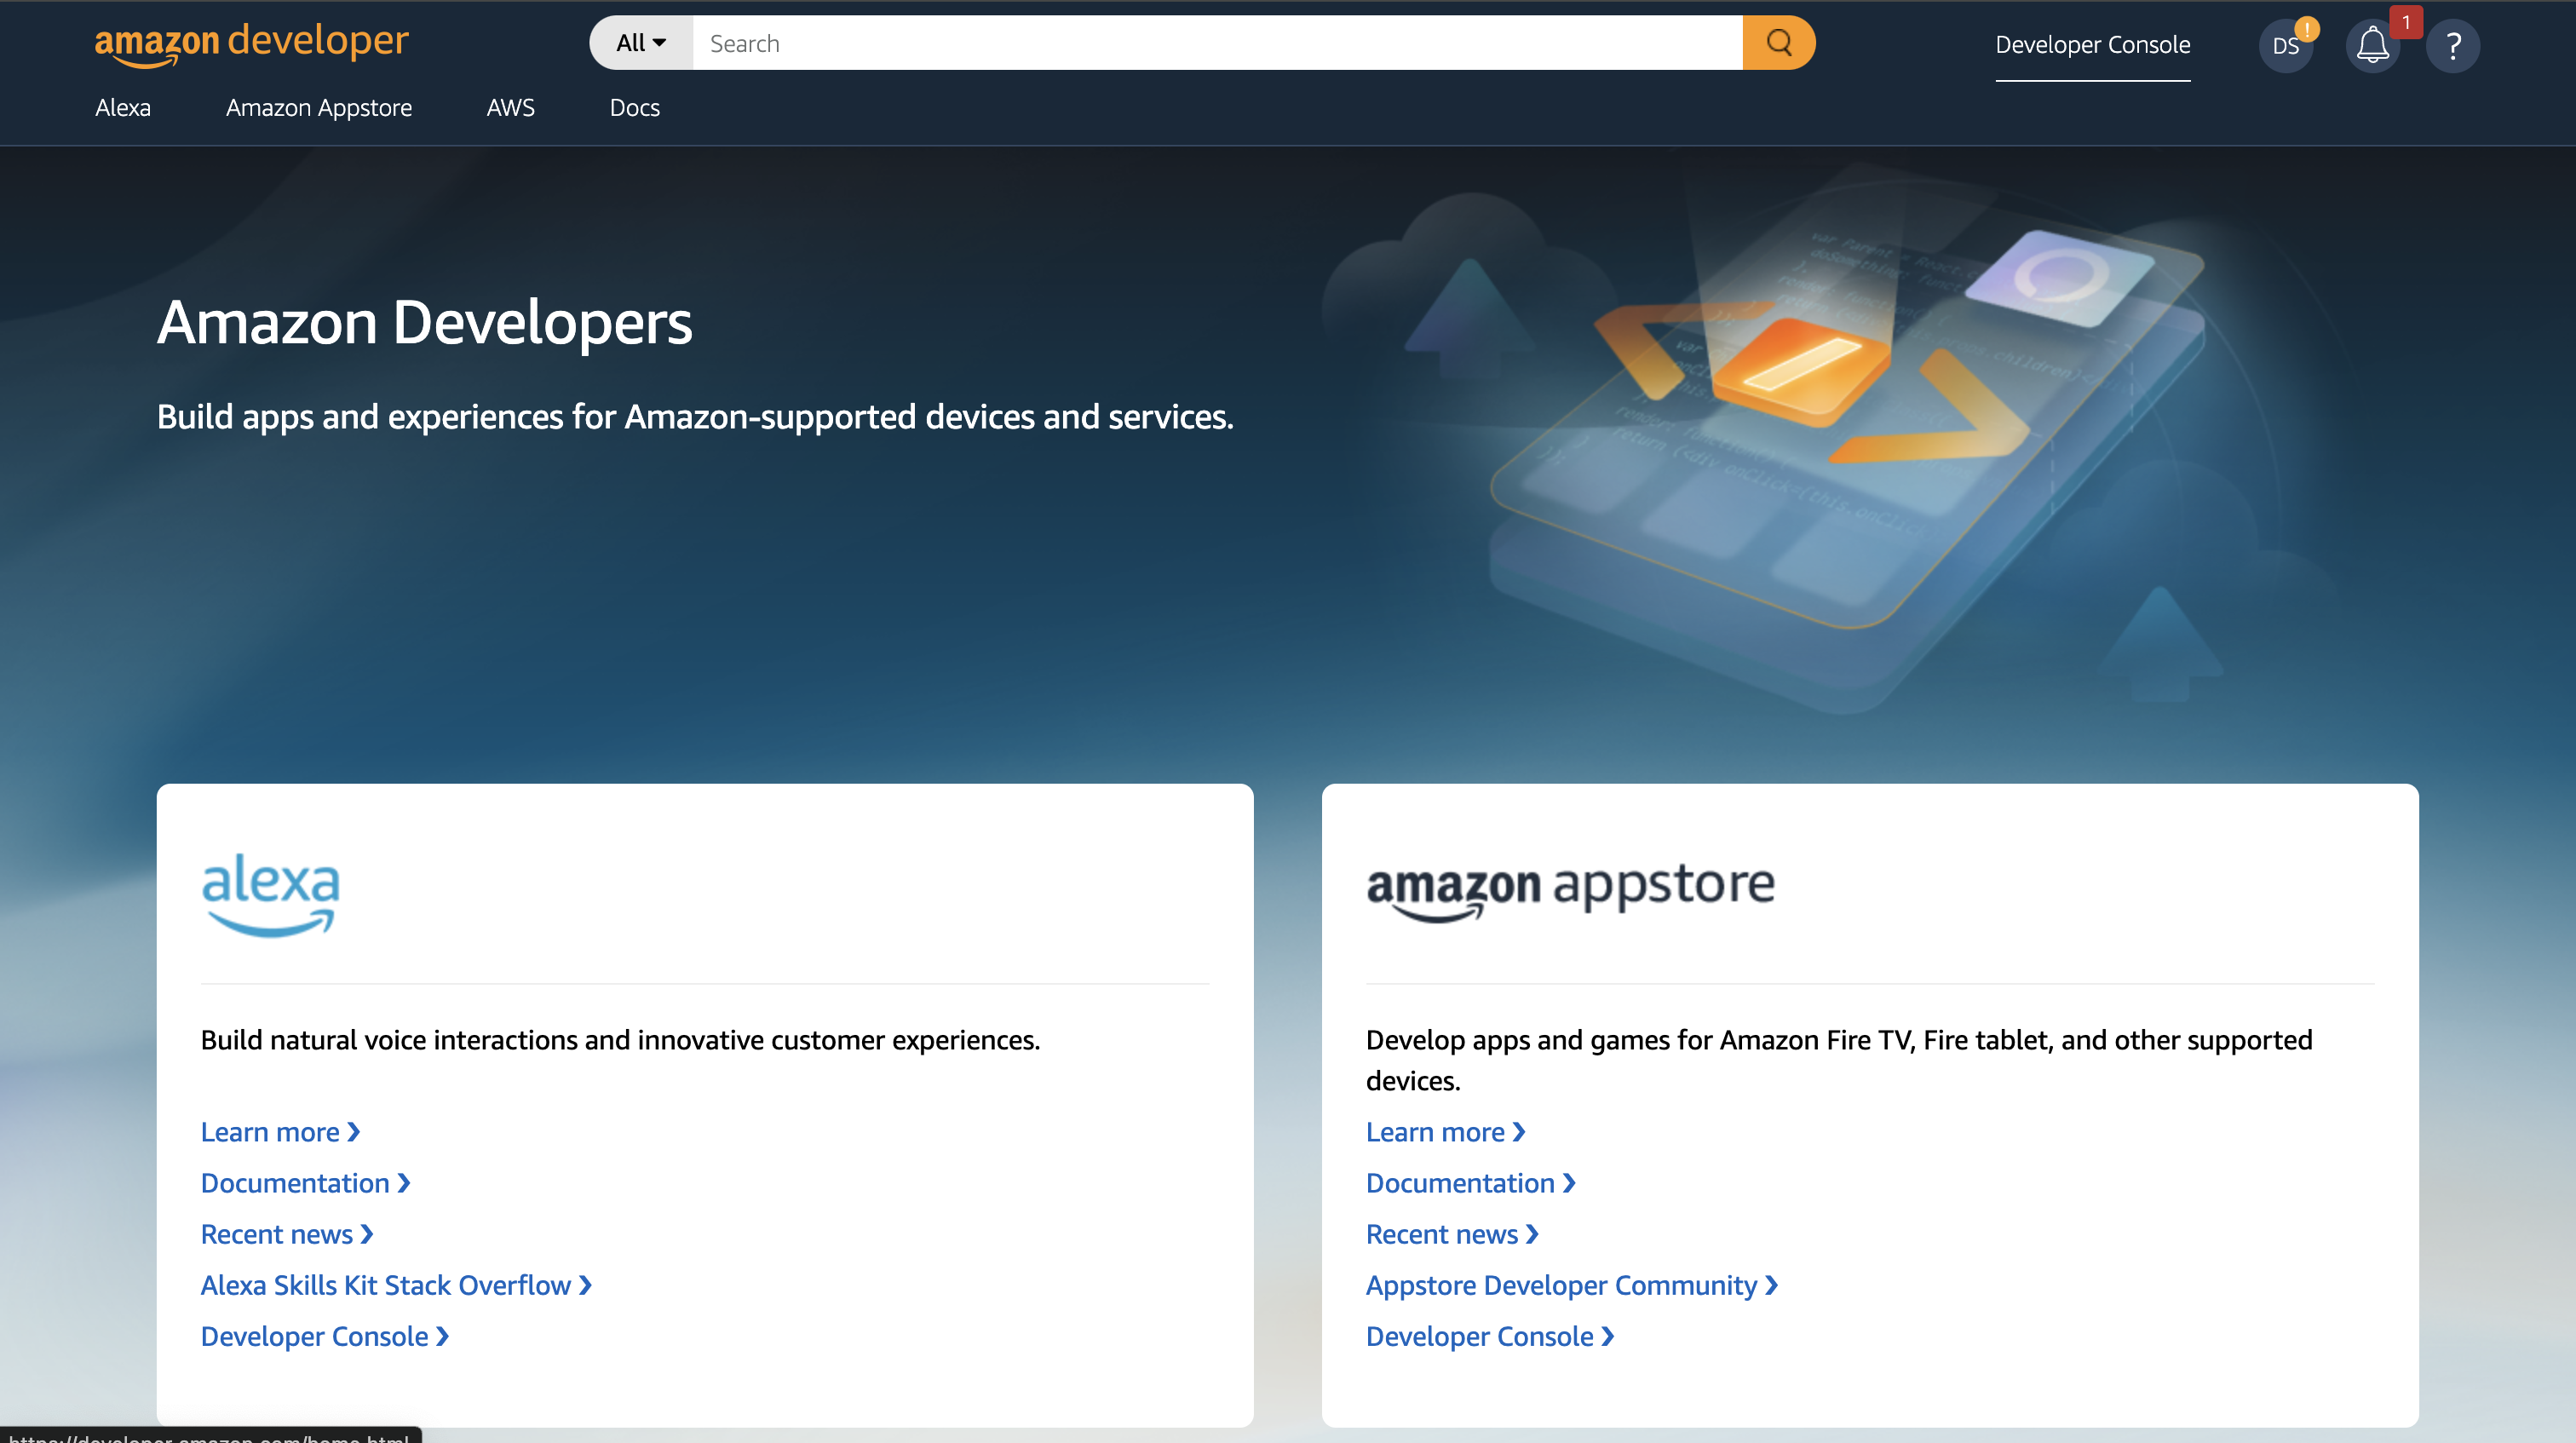 amazon developer
All
Search
Developer Console
DS
!
1
?
Alexa
Amazon Appstore
AWS
Docs
Amazon Developers
Build apps and experiences for Amazon-supported devices and services.
alexa
Build natural voice interactions and innovative customer experiences.
Learn more ❯
Documentation ❯
Recent news ❯
Alexa Skills Kit Stack Overflow ❯
Developer Console ❯
amazon appstore
Develop apps and games for Amazon Fire TV, Fire tablet, and other supported
devices.
Learn more ❯
Documentation ❯
Recent news ❯
Appstore Developer Community ❯
Developer Console ❯
https://developer.amazon.com/home.html